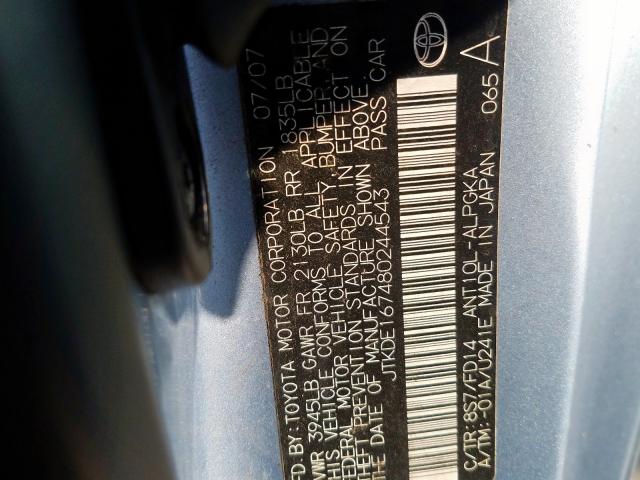 MFD.BY: TOYOTA MOTOR CORPORATION 07/07
GVWR 3945LB GAWR FR 2130LB RR 1835LB
THIS VEHICLE CONFORMS TO ALL APPLICABLE
FEDERAL MOTOR VEHICLE SAFETY, BUMPER, AND
THEFT PREVENTION STANDARDS IN EFFECT ON
THE DATE OF MANUFACTURE SHOWN ABOVE.
JTKDE167480244543 PASS CAR
C/TR: 8S7/FD14 ANT10L-ALPGKA 065
A/TM: -01A/U241E MADE IN JAPAN A